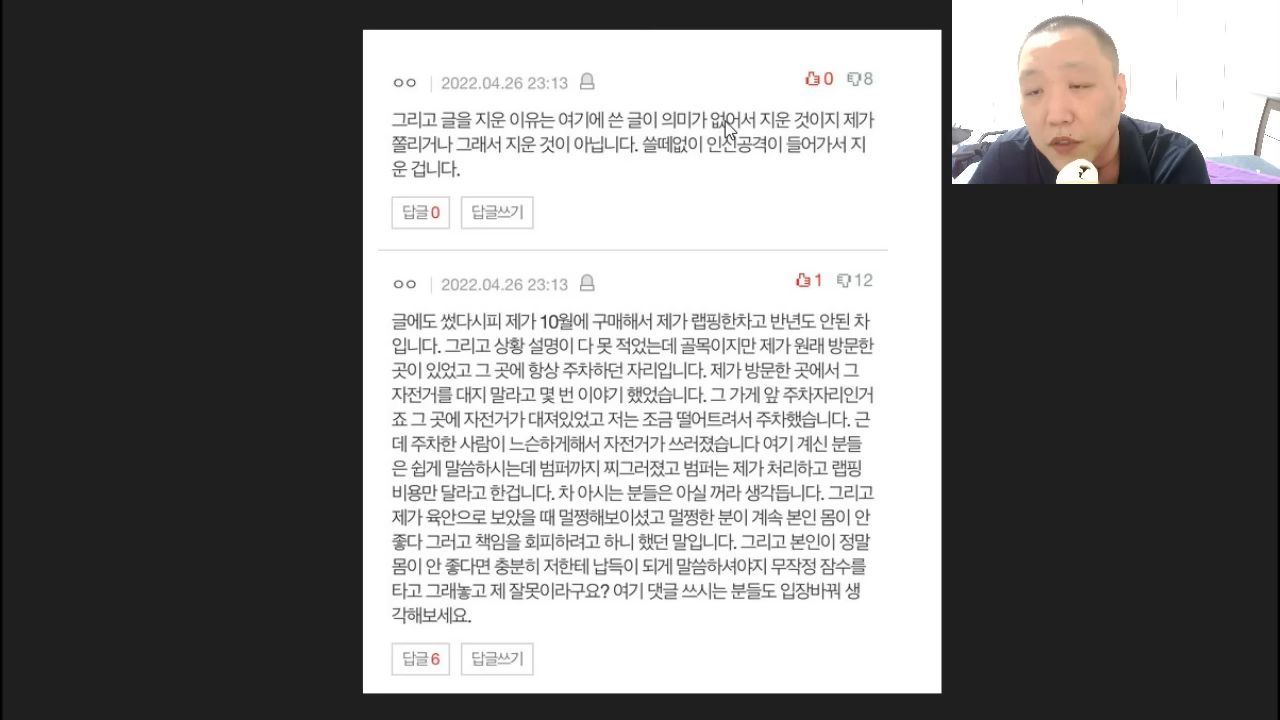 ㅇㅇ | 2022.04.26 23:13 0 8
그리고 글을 지운 이유는 여기에 쓴 글이 의미가 없어서 지운 것이지 제가
쫄리거나 그래서 지운 것이 아닙니다. 쓸떼없이 인신공격이 들어가서 지
운 겁니다.
답글 0 답글쓰기
ㅇㅇ | 2022.04.26 23:13 1 12
글에도 썼다시피 제가 10월에 구매해서 제가 랩핑한차고 반년도 안된 차
입니다. 그리고 상황 설명이 다 못 적었는데 골목이지만 제가 원래 방문한
곳이 있었고 그 곳에 항상 주차하던 자리입니다. 제가 방문한 곳에서 그
자전거를 대지 말라고 몇 번 이야기 했었습니다. 그 가게 앞 주차자리인거
죠 그 곳에 자전거가 대져있었고 저는 조금 떨어트려서 주차했습니다. 근
데 주차한 사람이 느슨하게해서 자전거가 쓰러졌습니다 여기 계신 분들
은 쉽게 말씀하시는데 범퍼까지 찌그러졌고 범퍼는 제가 처리하고 랩핑
비용만 달라고 한겁니다. 차 아시는 분들은 아실 꺼라 생각듭니다. 그리고
제가 육안으로 보았을 때 멀쩡해보이셨고 멀쩡한 분이 계속 본인 몸이 안
좋다 그러고 책임을 회피하려고 하니 했던 말입니다. 그리고 본인이 정말
몸이 안 좋다면 충분히 저한테 납득이 되게 말씀하셔야지 무작정 잠수를
타고 그래놓고 제 잘못이라구요? 여기 댓글 쓰시는 분들도 입장바꿔 생
각해보세요.
답글 6 답글쓰기